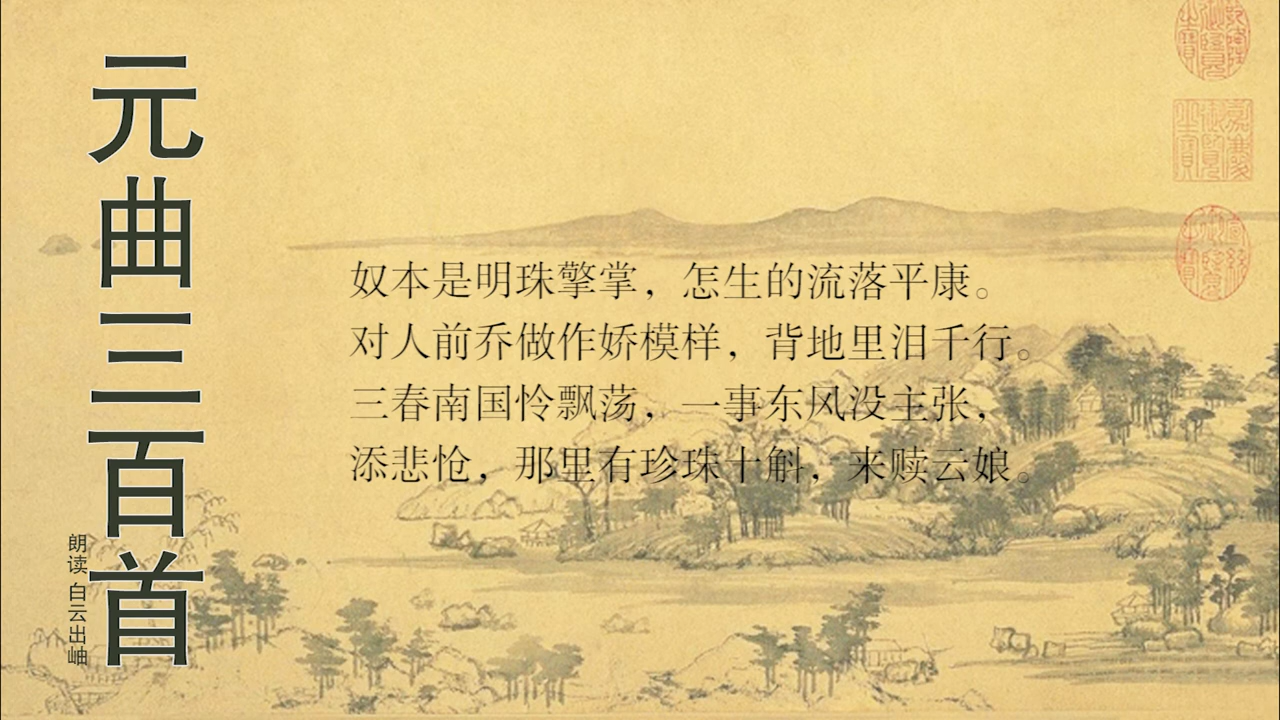 元曲三百首
朗读 白云出岫
奴本是明珠擎掌，怎生的流落平康。
对人前乔做作娇模样，背地里泪千行。
三春南国怜飘荡，一事东风没主张，
添悲怆，那里有珍珠十斛，来赎云娘。